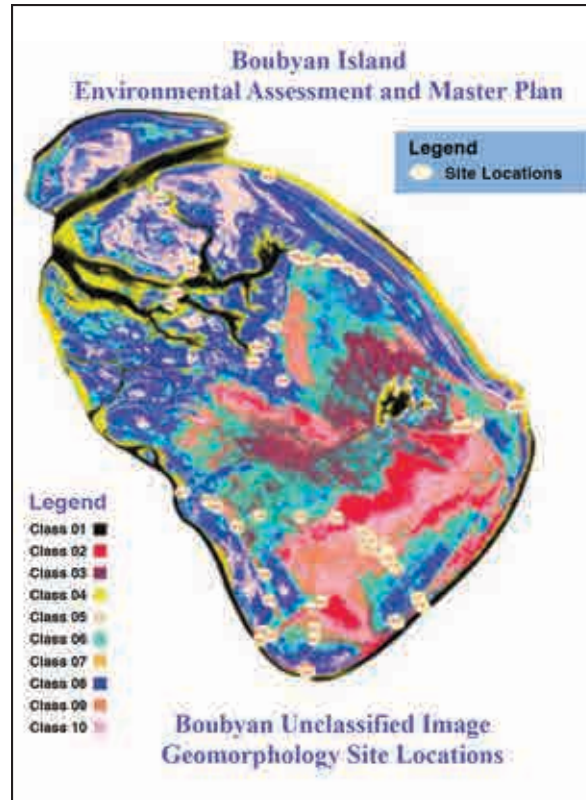 Boubyan Island
Environmental Assessment and Master Plan
Legend
Site Locations
Legend
Class 01
Class 02
Class 03
Class 04
Class 05
Class 06
Class 07
Class 08
Class 09
Class 10
Boubyan Unclassified Image
Geomorphology Site Locations